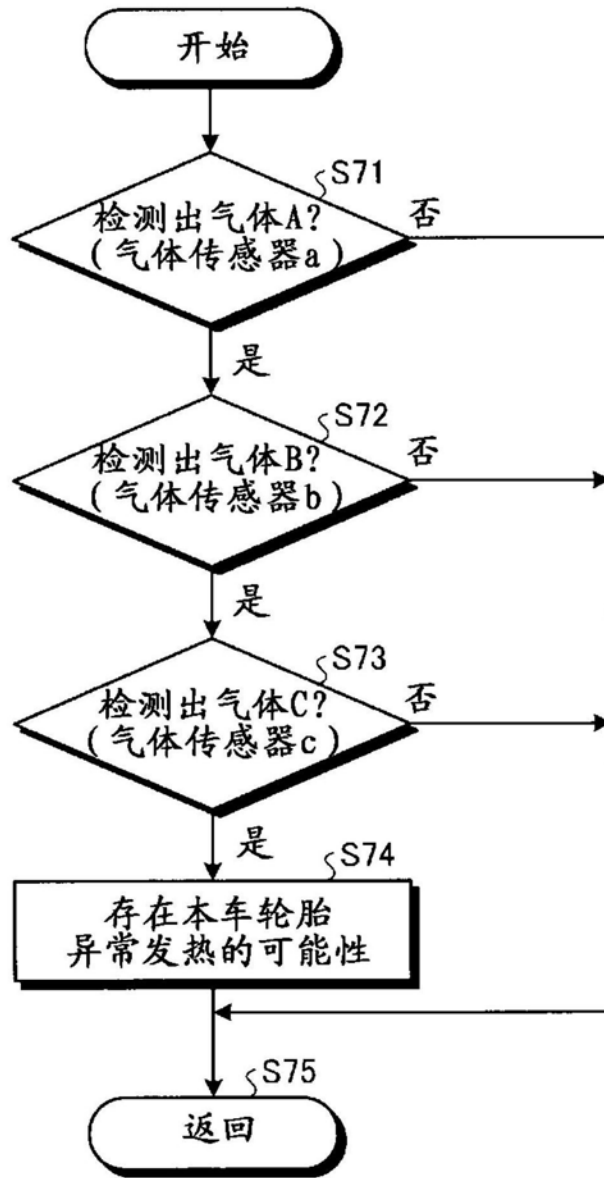 开始
S71
检测出气体A?
(气体传感器a)
否
是
S72
检测出气体B?
(气体传感器b)
否
是
S73
检测出气体C?
(气体传感器c)
否
是
S74
存在本车轮胎
异常发热的可能性
S75
返回